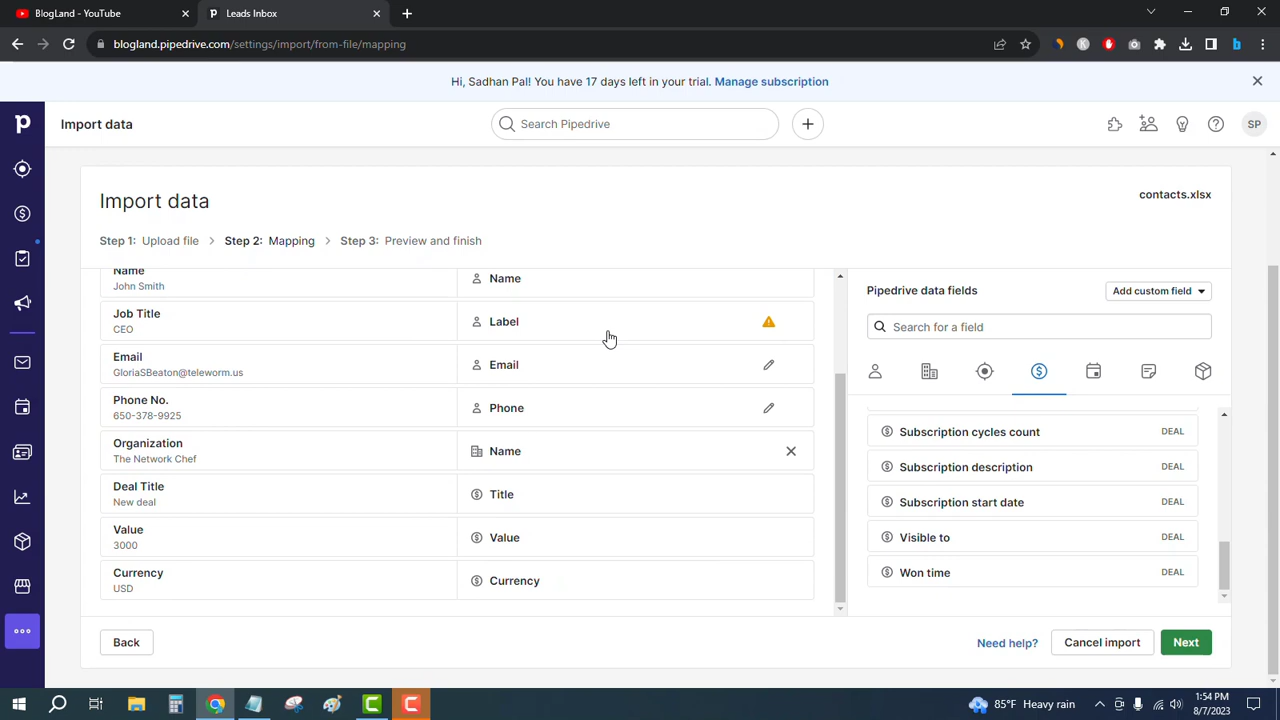 BlogLand - YouTube
Leads Inbox
blogland.pipedrive.com/settings/import/from-file/mapping
Hi, Sadhan Pal! You have 17 days left in your trial. Manage subscription
Import data
Search Pipedrive
SP
Import data
contacts.xlsx
Step 1: Upload file > Step 2: Mapping > Step 3: Preview and finish
Name
John Smith
Name
Job Title
CEO
Label
Email
GloriaSBeaton@teleworm.us
Email
Phone No.
650-378-9925
Phone
Organization
The Network Chef
Name
Deal Title
New deal
Title
Value
3000
Value
Currency
USD
Currency
Pipedrive data fields
Add custom field
Search for a field
Subscription cycles count DEAL
Subscription description DEAL
Subscription start date DEAL
Visible to DEAL
Won time DEAL
Back
Need help?
Cancel import
Next
85°F Heavy rain
1:54 PM
8/7/2023